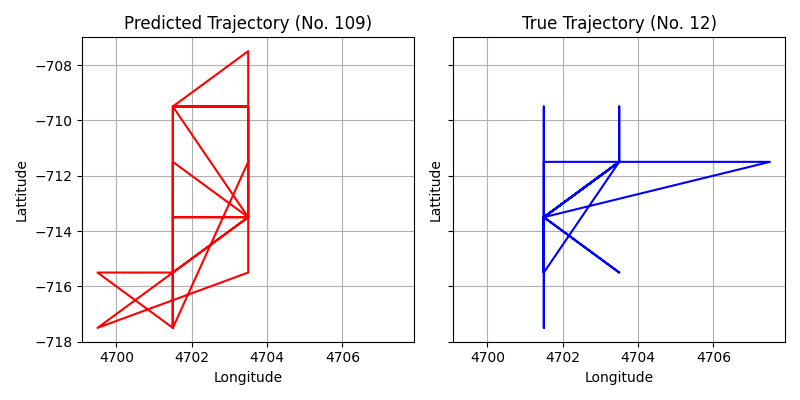 Predicted Trajectory (No. 109)
True Trajectory (No. 12)
−708
−710
−712
−714
−716
−718
Lattitude
Lattitude
4700
4702
4704
4706
4700
4702
4704
4706
Longitude
Longitude